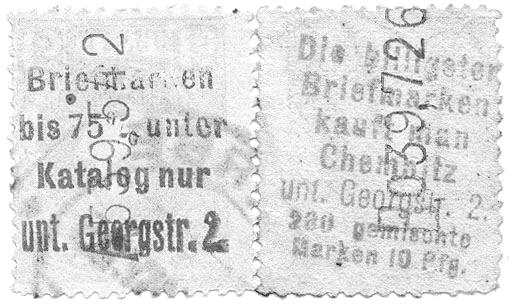 Briefmarken
bis 75% unter
Katalog nur
unt. Georgstr. 2
Die billigsten
Briefmarken
kauft man
Chemnitz
unt. Georgstr. 2.
280 gemischte
Marken 10 Pfg.